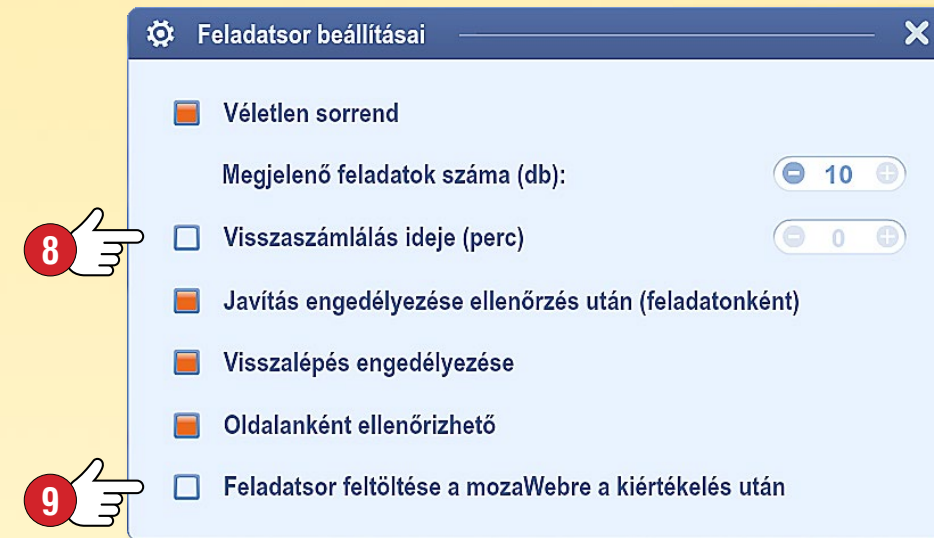 Feladatsor beállításai
Véletlen sorrend
Megjelenő feladatok száma (db): 10
8 Visszaszámlálás ideje (perc) 0
Javítás engedélyezése ellenőrzés után (feladatonként)
Visszalépés engedélyezése
Oldalanként ellenőrizhető
9 Feladatsor feltöltése a mozaWebre a kiértékelés után